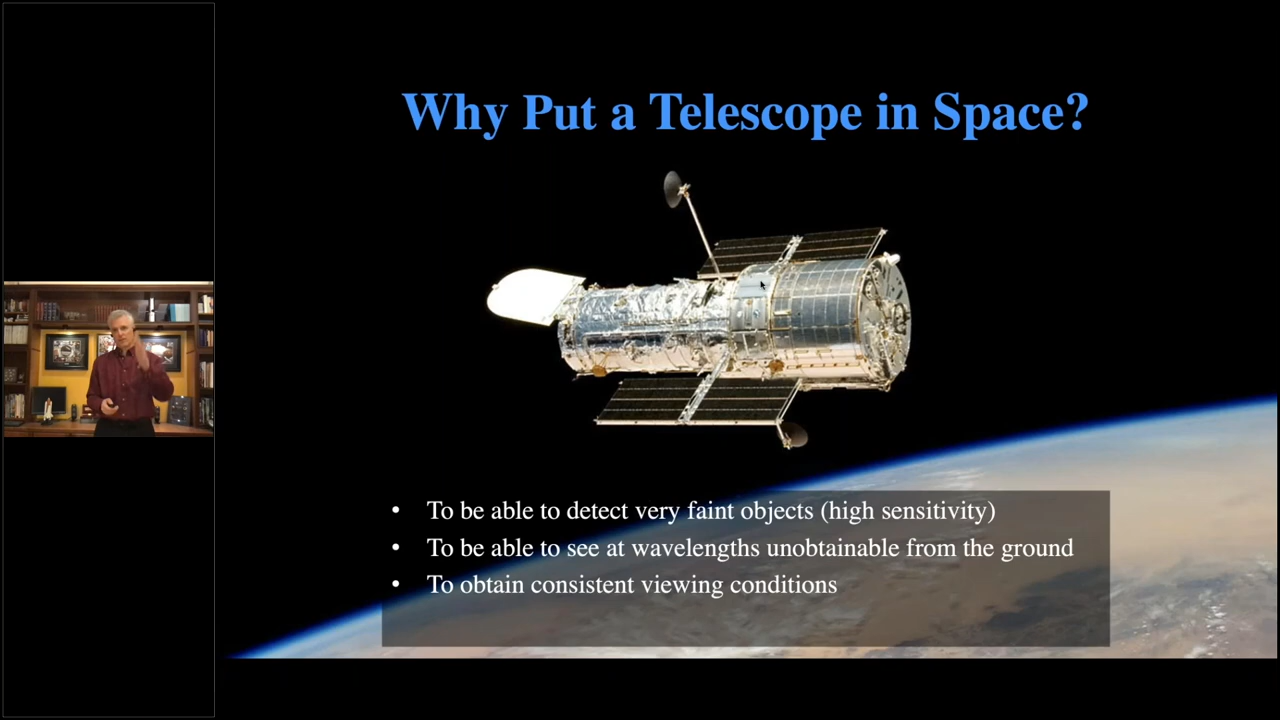 Why Put a Telescope in Space?
• To be able to detect very faint objects (high sensitivity)
• To be able to see at wavelengths unobtainable from the ground
• To obtain consistent viewing conditions